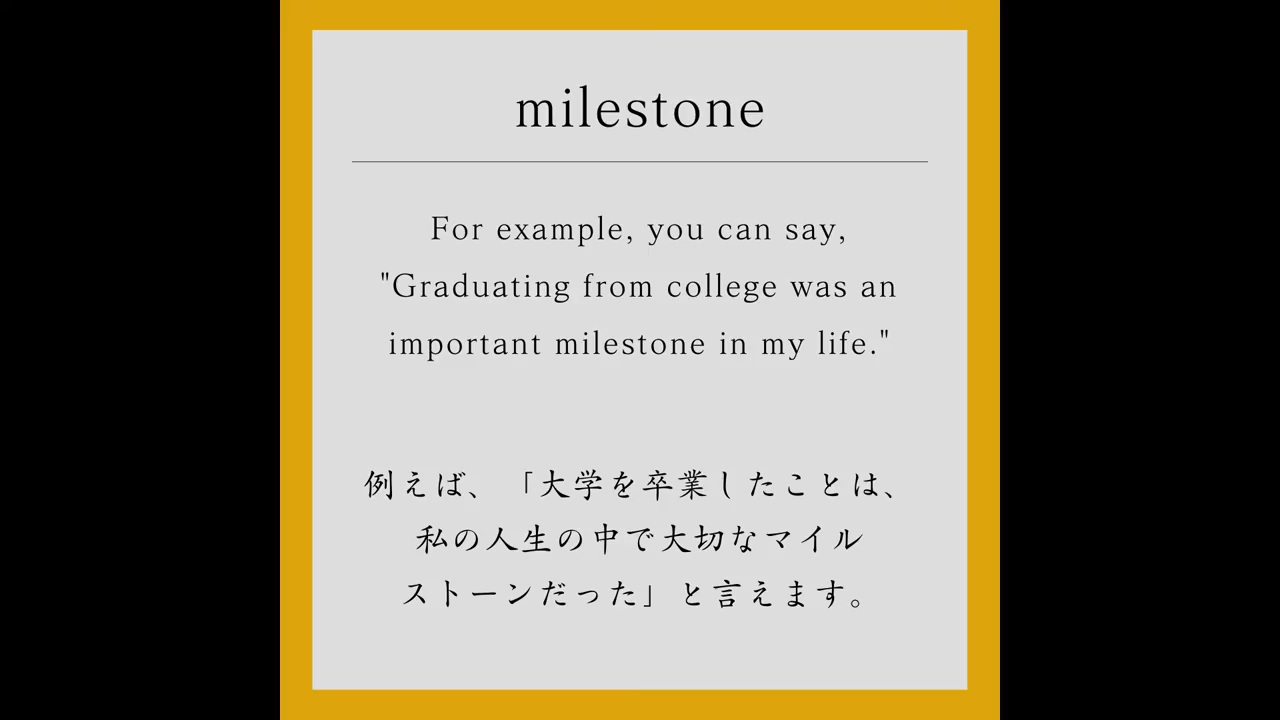 milestone
For example, you can say,
"Graduating from college was an
important milestone in my life."
例えば、「大学を卒業したことは、
私の人生の中で大切なマイル
ストーンだった」と言えます。